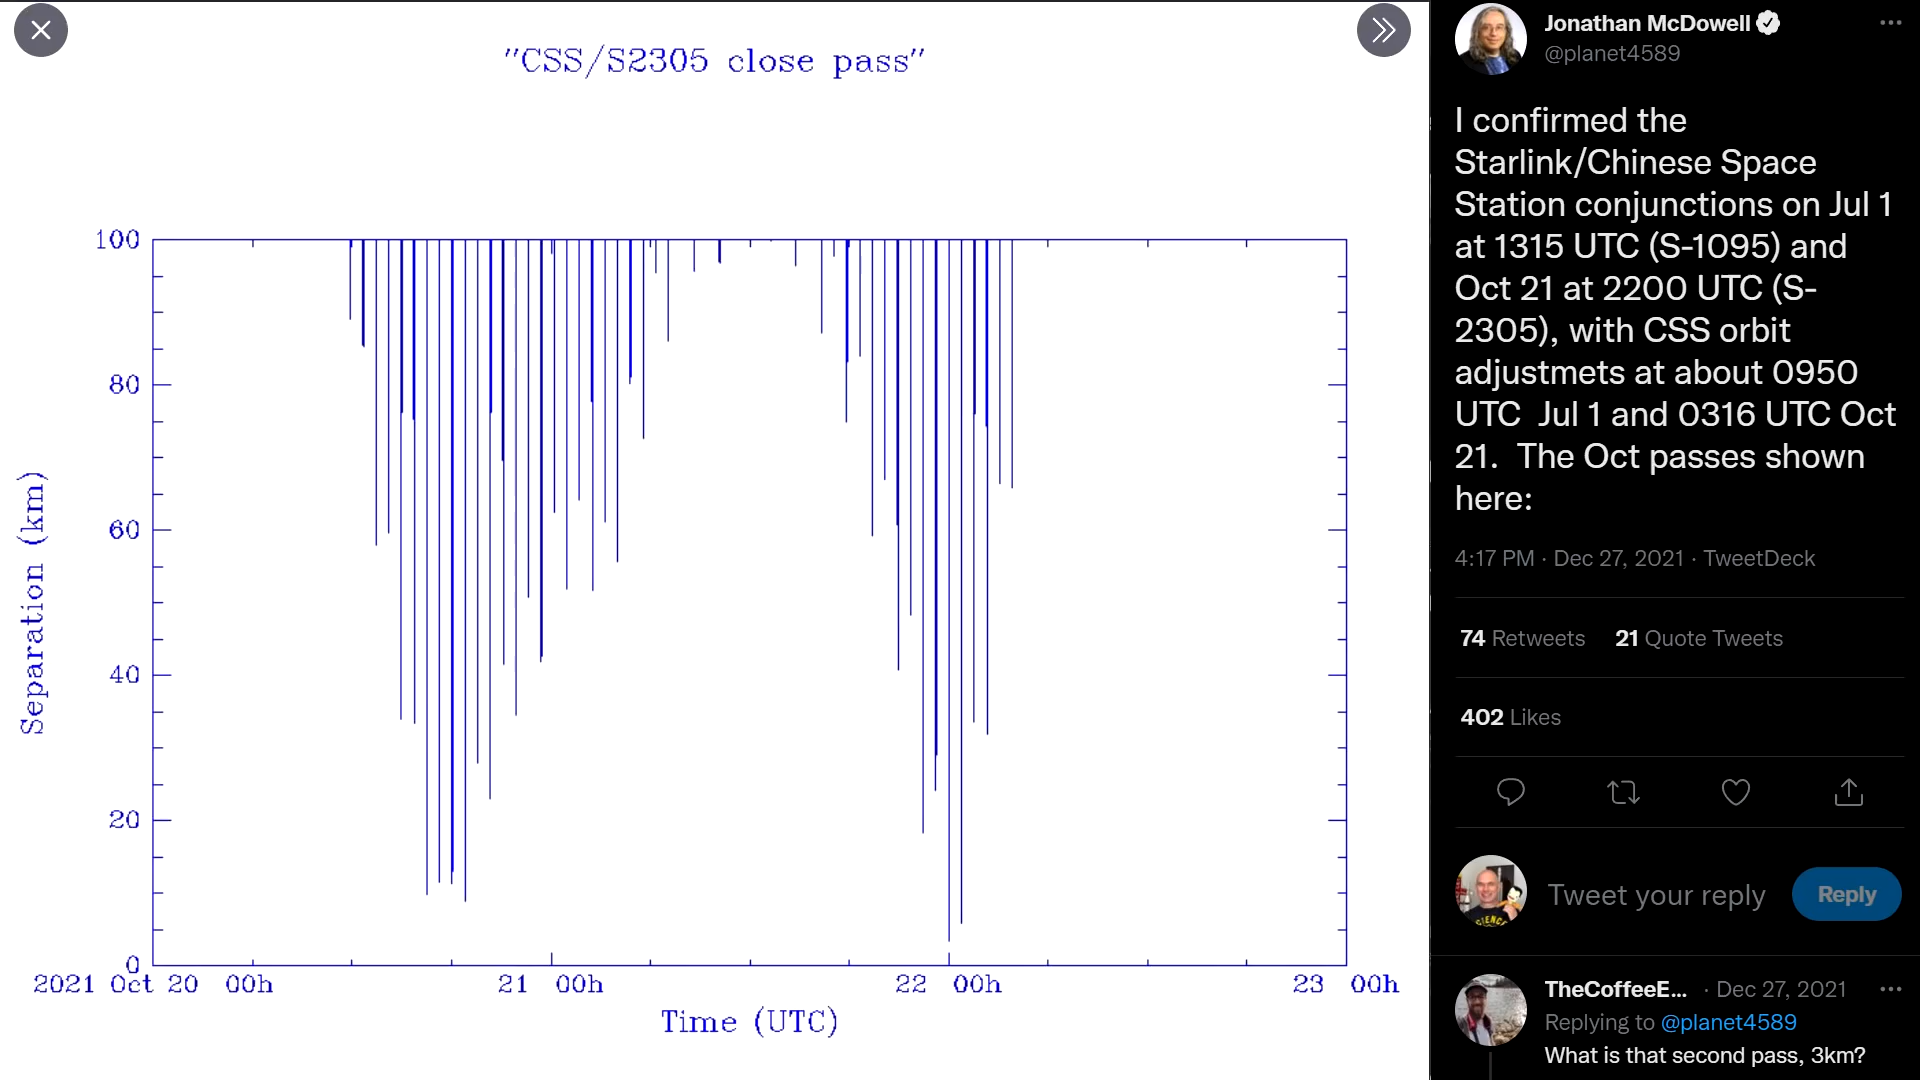 "CSS/S2305 close pass"
100
80
60
40
20
0
Separation (km)
2021 Oct 20 00h
21 00h
22 00h
23 00h
Time (UTC)
Jonathan McDowell
@planet4589
I confirmed the
Starlink/Chinese Space
Station conjunctions on Jul 1
at 1315 UTC (S-1095) and
Oct 21 at 2200 UTC (S-
2305), with CSS orbit
adjustmets at about 0950
UTC Jul 1 and 0316 UTC Oct
21. The Oct passes shown
here:
4:17 PM · Dec 27, 2021 · TweetDeck
74 Retweets 21 Quote Tweets
402 Likes
Tweet your reply
Reply
TheCoffeeE... · Dec 27, 2021
Replying to @planet4589
What is that second pass, 3km?